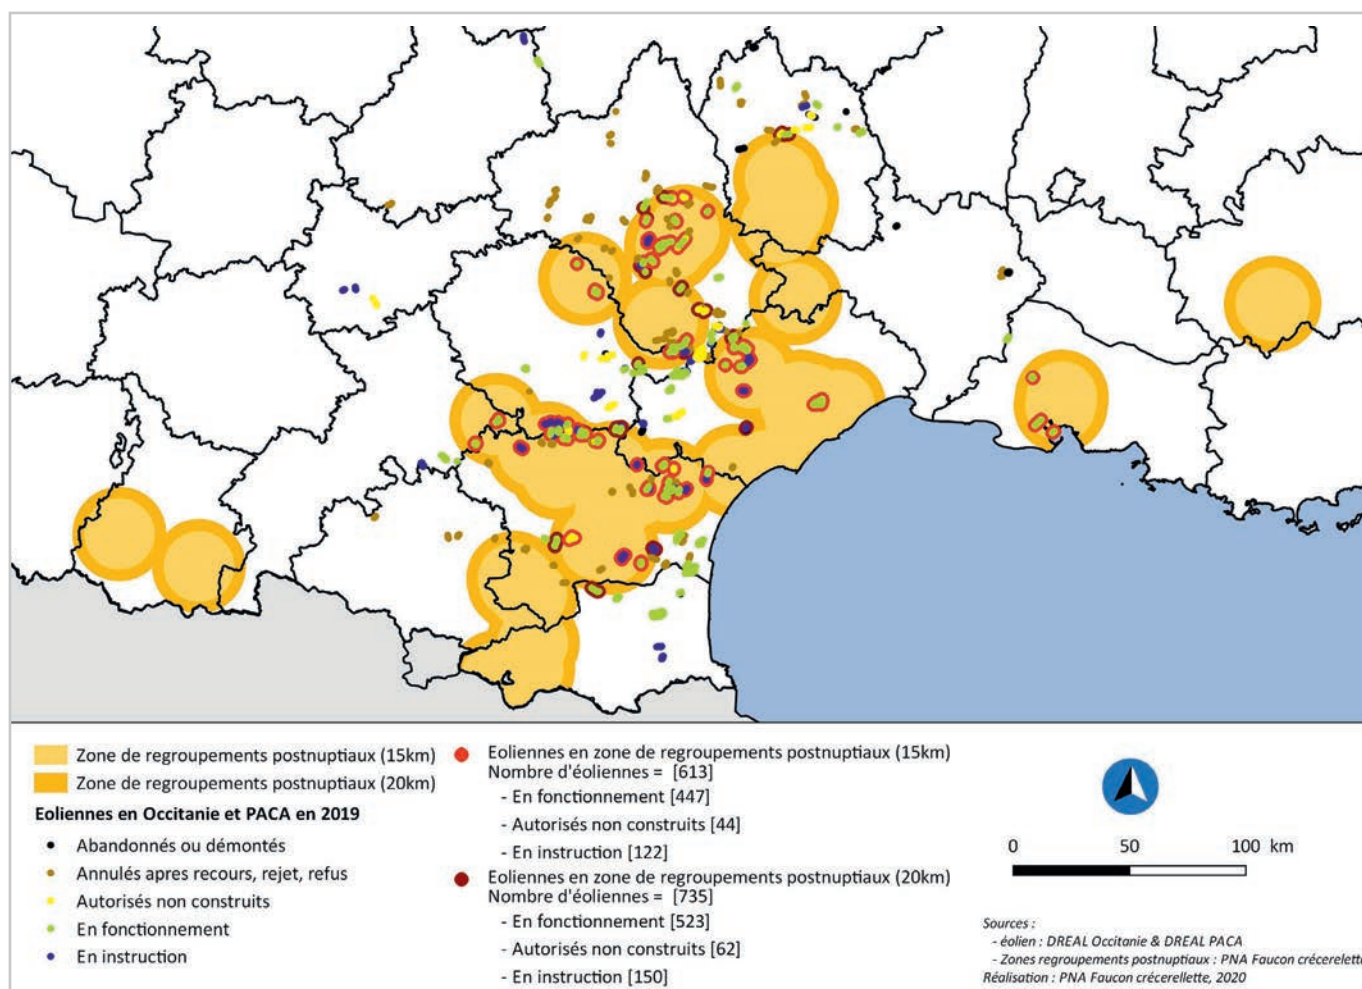 Zone de regroupements postnuptiaux (15km)
Zone de regroupements postnuptiaux (20km)
Eoliennes en Occitanie et PACA en 2019
Abandonnés ou démontés
Annulés apres recours, rejet, refus
Autorisés non construits
En fonctionnement
En instruction
Eoliennes en zone de regroupements postnuptiaux (15km)
Nombre d'éoliennes = [613]
- En fonctionnement [447]
- Autorisés non construits [44]
- En instruction [122]
Eoliennes en zone de regroupements postnuptiaux (20km)
Nombre d'éoliennes = [735]
- En fonctionnement [523]
- Autorisés non construits [62]
- En instruction [150]
0 50 100 km
Sources :
- éolien : DREAL Occitanie & DREAL PACA
- Zones regroupements postnuptiaux : PNA Faucon crécerelette
Réalisation : PNA Faucon crécerellette, 2020